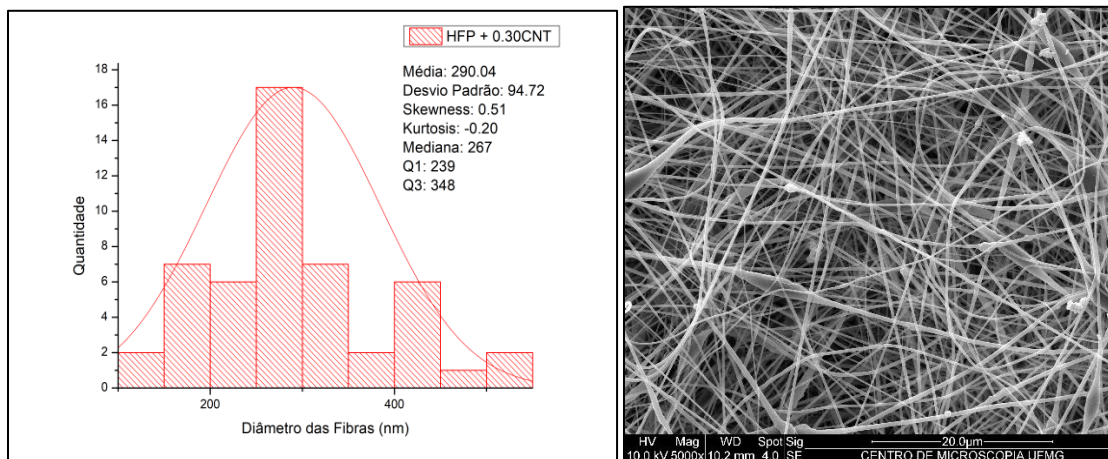 HFP + 0.30CNT
Média: 290.04
Desvio Padrão: 94.72
Skewness: 0.51
Kurtosis: -0.20
Mediana: 267
Q1: 239
Q3: 348
18
16
14
12
10
8
6
4
2
0
Quantidade
200 400
Diâmetro das Fibras (nm)
HV Mag WD Spot Sig 20.0µm
10.0 kV 5000x 10.2 mm 4.0 SE CENTRO DE MICROSCOPIA UFMG